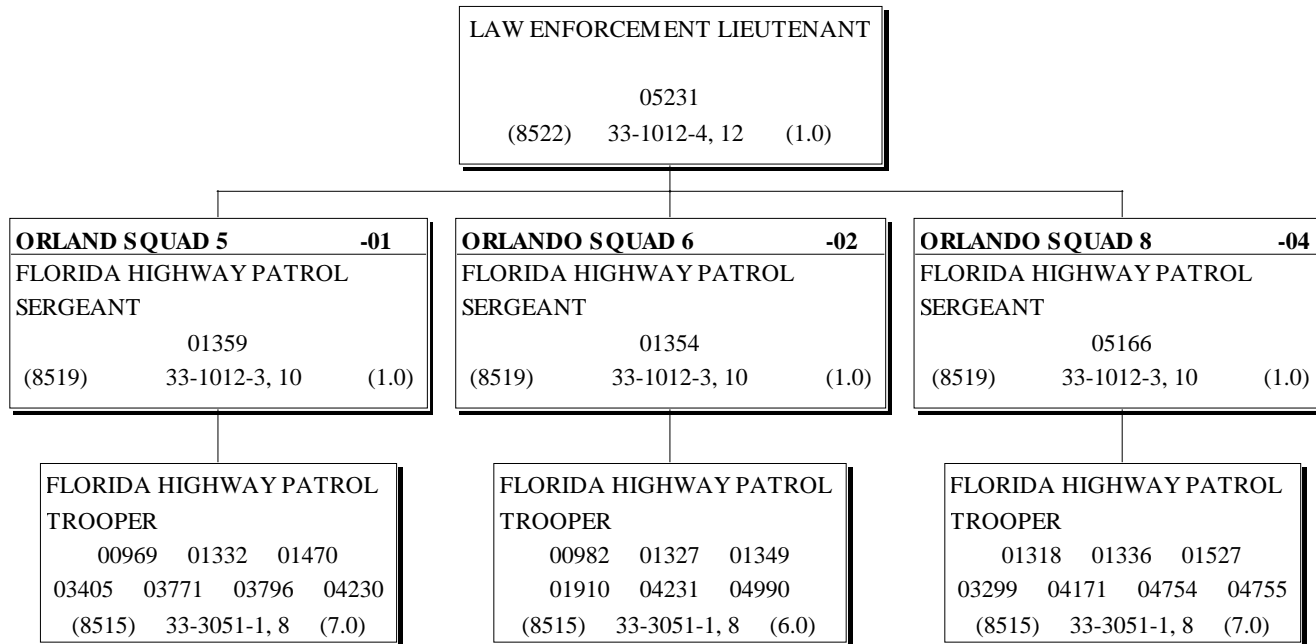 LAW ENFORCEMENT LIEUTENANT
05231
(8522) 33-1012-4, 12 (1.0)
ORLAND SQUAD 5 -01
FLORIDA HIGHWAY PATROL
SERGEANT
01359
(8519) 33-1012-3, 10 (1.0)
ORLANDO SQUAD 6 -02
FLORIDA HIGHWAY PATROL
SERGEANT
01354
(8519) 33-1012-3, 10 (1.0)
ORLANDO SQUAD 8 -04
FLORIDA HIGHWAY PATROL
SERGEANT
05166
(8519) 33-1012-3, 10 (1.0)
FLORIDA HIGHWAY PATROL
TROOPER
00969 01332 01470
03405 03771 03796 04230
(8515) 33-3051-1, 8 (7.0)
FLORIDA HIGHWAY PATROL
TROOPER
00982 01327 01349
01910 04231 04990
(8515) 33-3051-1, 8 (6.0)
FLORIDA HIGHWAY PATROL
TROOPER
01318 01336 01527
03299 04171 04754 04755
(8515) 33-3051-1, 8 (7.0)